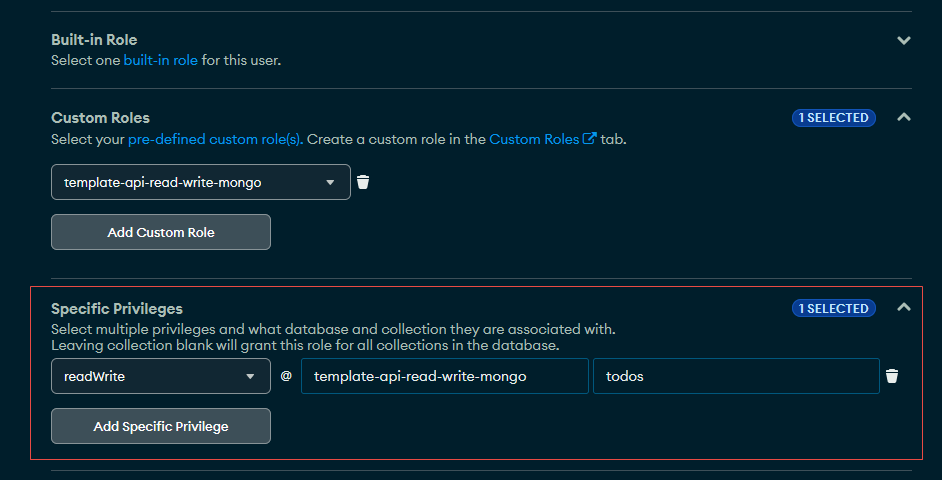 Built-in Role
Select one built-in role for this user.
Custom Roles
1 SELECTED
Select your pre-defined custom role(s). Create a custom role in the Custom Roles tab.
template-api-read-write-mongo
Add Custom Role
Specific Privileges
1 SELECTED
Select multiple privileges and what database and collection they are associated with.
Leaving collection blank will grant this role for all collections in the database.
readWrite @ template-api-read-write-mongo todos
Add Specific Privilege